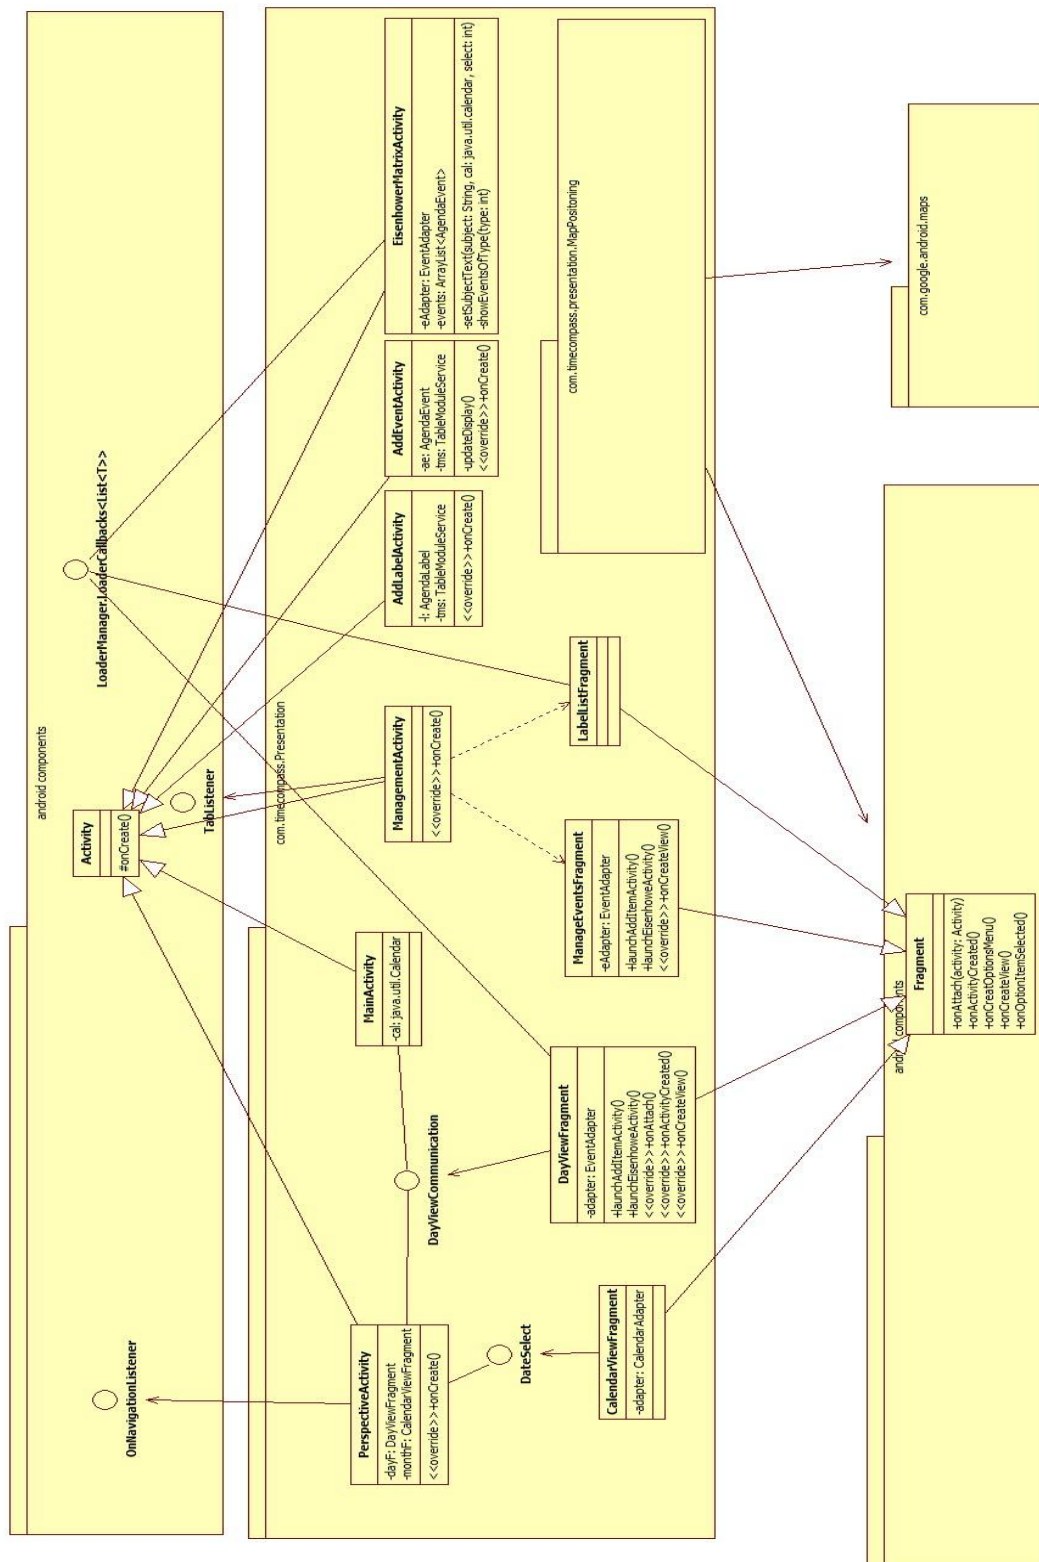 android components
OnNavigationListener
Activity
#onCreate()
TabListener
LoaderManager.LoaderCallbacks<List<T>>
com.timecompass.Presentation
PerspectiveActivity
-dayF: DayViewFragment
-monthF: CalendarViewFragment
<<override>>+onCreate()
MainActivity
-cal: java.util.Calendar
ManagementActivity
<<override>>+onCreate()
AddLabelActivity
-l: AgendaLabel
-tms: TableModuleService
<<override>>+onCreate()
AddEventActivity
-ae: AgendaEvent
-tms: TableModuleService
-updateDisplay()
<<override>>+onCreate()
EisenhowerMatrixActivity
-eAdapter: EventAdapter
-events: ArrayList<AgendaEvent>
-setSubjectText(subject: String, cal: java.util.calendar, select: int)
-showEventsOfType(type: int)
DayViewCommunication
DateSelect
CalendarViewFragment
-adapter: CalendarAdapter
DayViewFragment
-adapter: EventAdapter
+launchAddItemActivity()
+launchEisenhoweActivity()
<<override>>+onAttach()
<<override>>+onActivityCreated()
<<override>>+onCreateView()
ManageEventsFragment
-eAdapter: EventAdapter
+launchAddItemActivity()
+launchEisenhoweActivity()
<<override>>+onCreateView()
LabelListFragment
com.timecompass.presentation.MapPositoning
android components
Fragment
+onAttach(activity: Activity)
+onActivityCreated()
+onCreatOptionsMenu()
+onCreateView()
+onOptionItemSelected()
com.google.android.maps